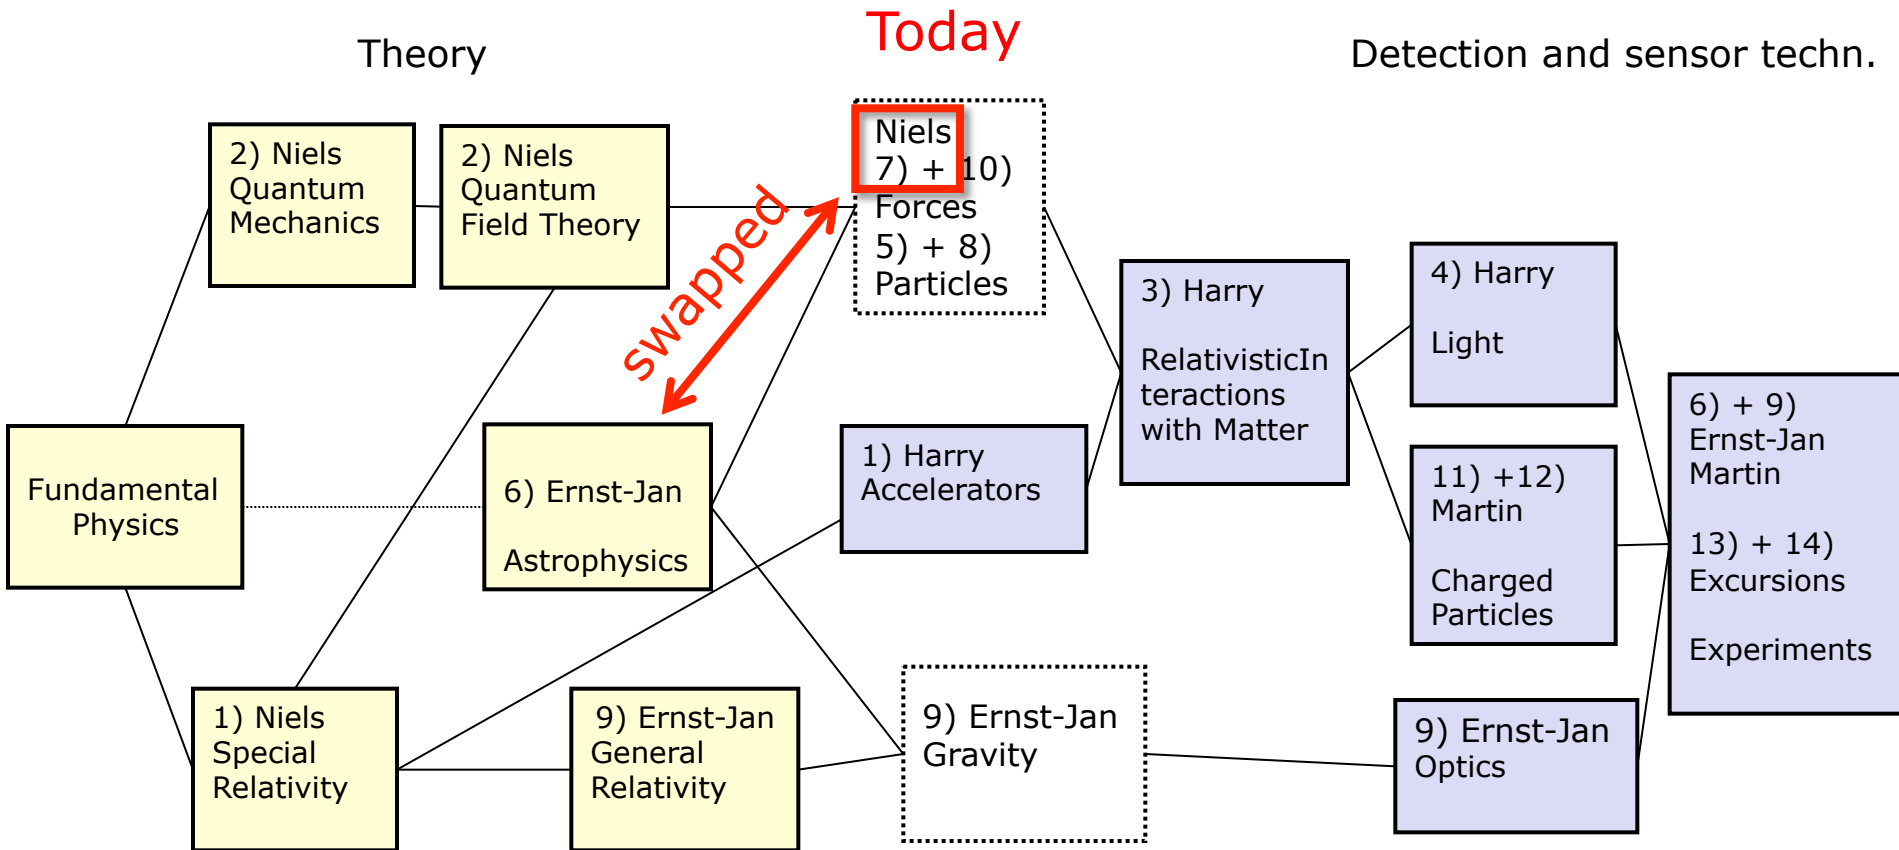 Theory
Today
Detection and sensor techn.
2) Niels
Quantum
Mechanics
2) Niels
Quantum
Field Theory
Niels
7) + 10)
Forces
5) + 8)
Particles
swapped
3) Harry
RelativisticIn
teractions
with Matter
4) Harry
Light
Fundamental
Physics
6) Ernst-Jan
Astrophysics
1) Harry
Accelerators
11) +12)
Martin
Charged
Particles
6) + 9)
Ernst-Jan
Martin
13) + 14)
Excursions
Experiments
1) Niels
Special
Relativity
9) Ernst-Jan
General
Relativity
9) Ernst-Jan
Gravity
9) Ernst-Jan
Optics